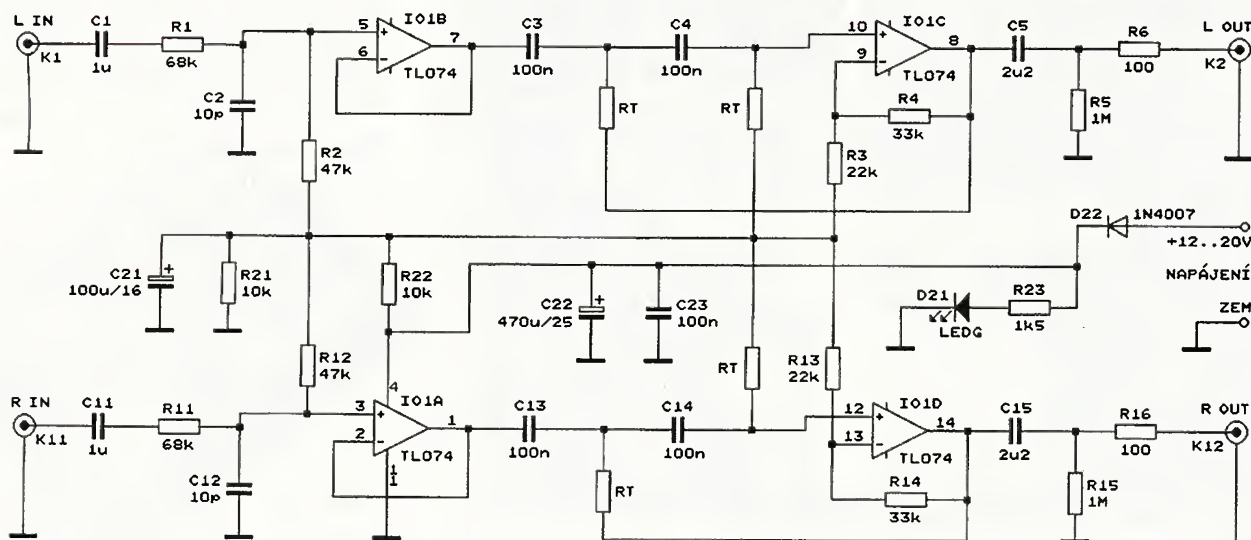 L IN
K1
C1
1u
R1
68k
C2
10p
R2
47k
5
6
7
IO1B
TL074
C3
100n
C4
100n
RT
RT
10
9
8
IO1C
TL074
R4
33k
R3
22k
C5
2u2
R5
1M
R6
100
L OUT
K2
C21
100u/16
+
R21
10k
R22
10k
C22
470u/25
+
C23
100n
D22
1N4007
+12..20V
NAPÁJENÍ
D21
LEDG
R23
1k5
ZEM
R12
47k
RT
R13
22k
R IN
K11
C11
1u
R11
68k
C12
10p
4
3
2
1
IO1A
TL074
11
C13
100n
C14
100n
RT
12
13
14
IO1D
TL074
R14
33k
C15
2u2
R15
1M
R16
100
R OUT
K12